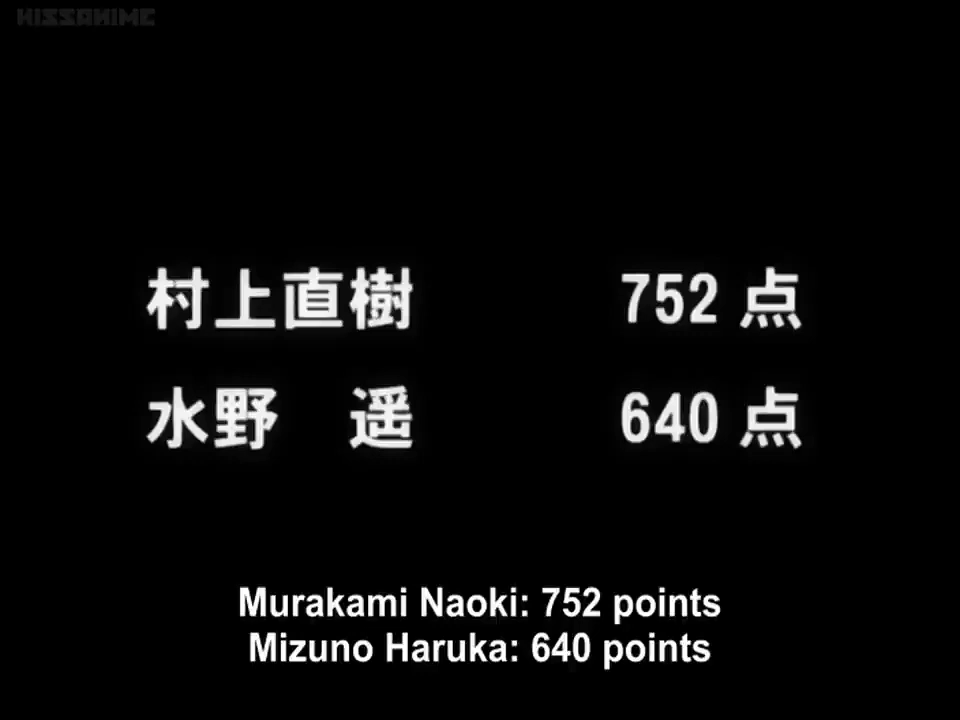 KISSANIME
村上直樹 752 点
水野 遥 640 点
Murakami Naoki: 752 points
Mizuno Haruka: 640 points